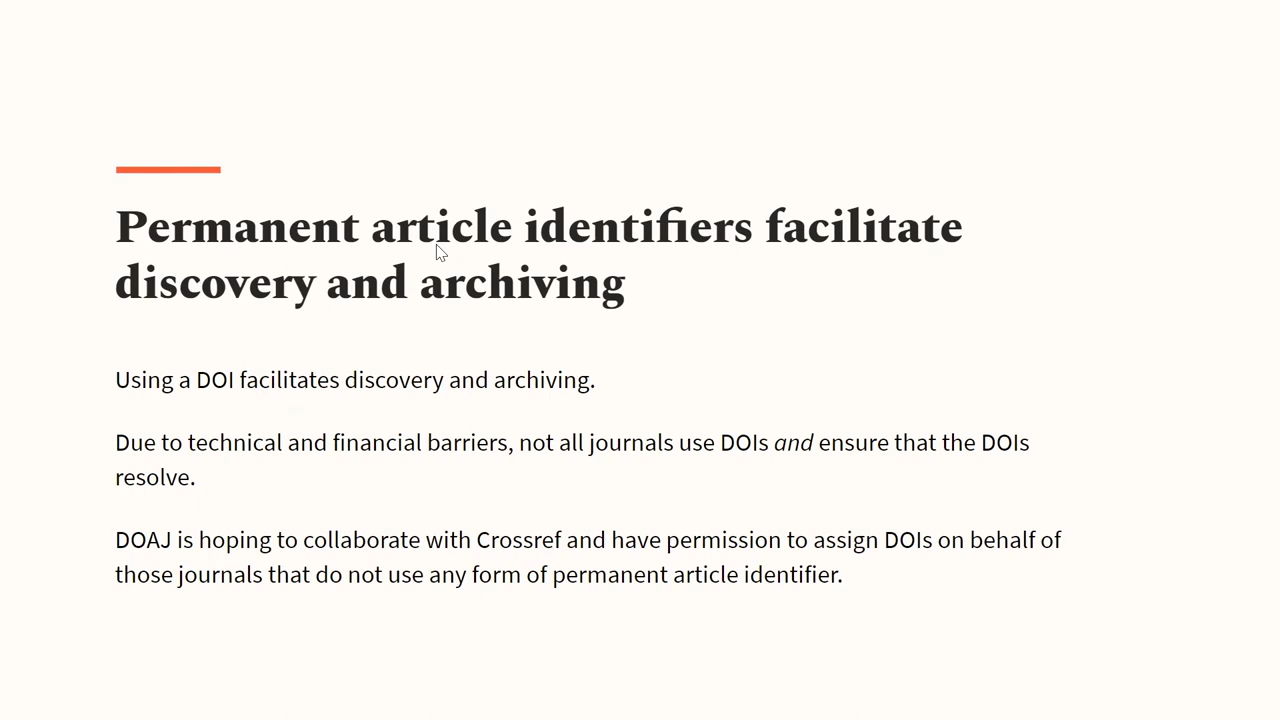 Permanent article identifiers facilitate
discovery and archiving
Using a DOI facilitates discovery and archiving.
Due to technical and financial barriers, not all journals use DOIs and ensure that the DOIs
resolve.
DOAJ is hoping to collaborate with Crossref and have permission to assign DOIs on behalf of
those journals that do not use any form of permanent article identifier.